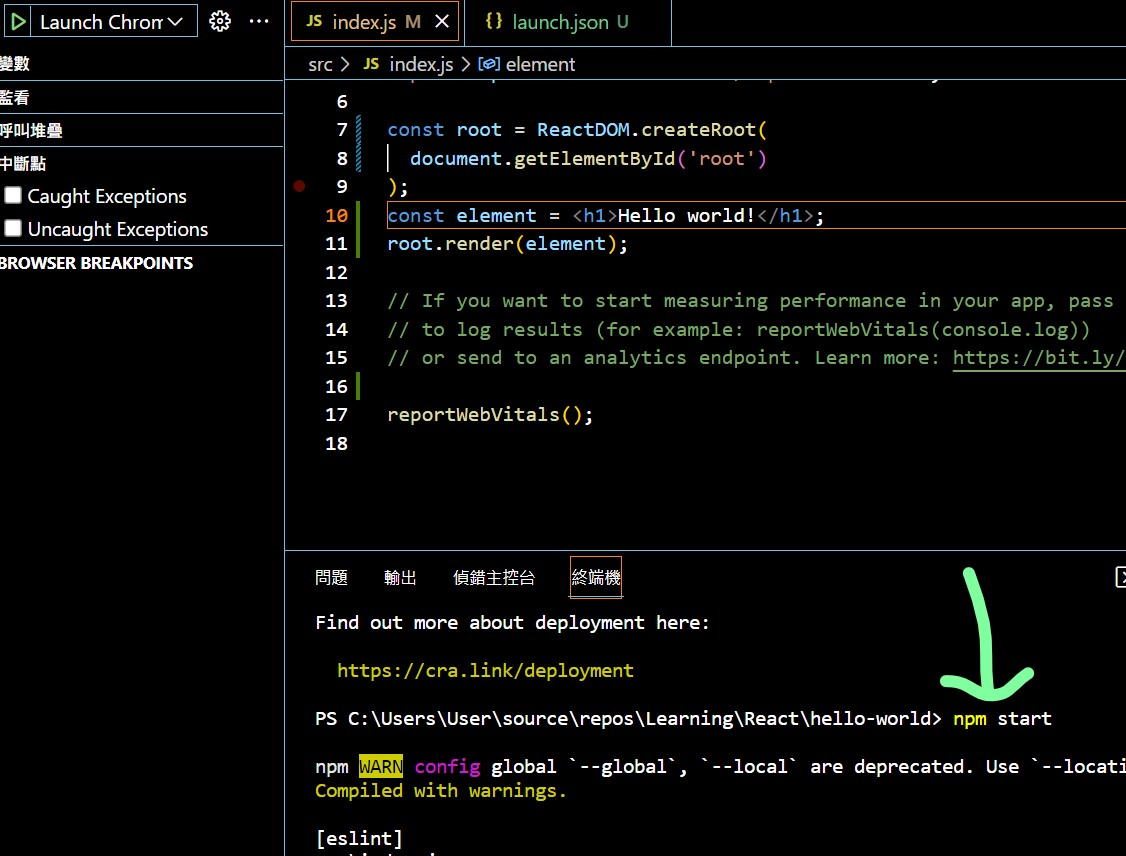 Launch Chrom
JS index.js M
{} launch.json U
變數
監看
呼叫堆疊
中斷點
Caught Exceptions
Uncaught Exceptions
BROWSER BREAKPOINTS
src > JS index.js > element
6
7 const root = ReactDOM.createRoot(
8 document.getElementById('root')
9 );
10 const element = <h1>Hello world!</h1>;
11 root.render(element);
12
13 // If you want to start measuring performance in your app, pass
14 // to log results (for example: reportWebVitals(console.log))
15 // or send to an analytics endpoint. Learn more: https://bit.ly/
16
17 reportWebVitals();
18
問題 輸出 偵錯主控台 終端機
Find out more about deployment here:
https://cra.link/deployment
PS C:\Users\User\source\repos\Learning\React\hello-world> npm start
npm WARN config global `--global`, `--local` are deprecated. Use `--locati
Compiled with warnings.
[eslint]